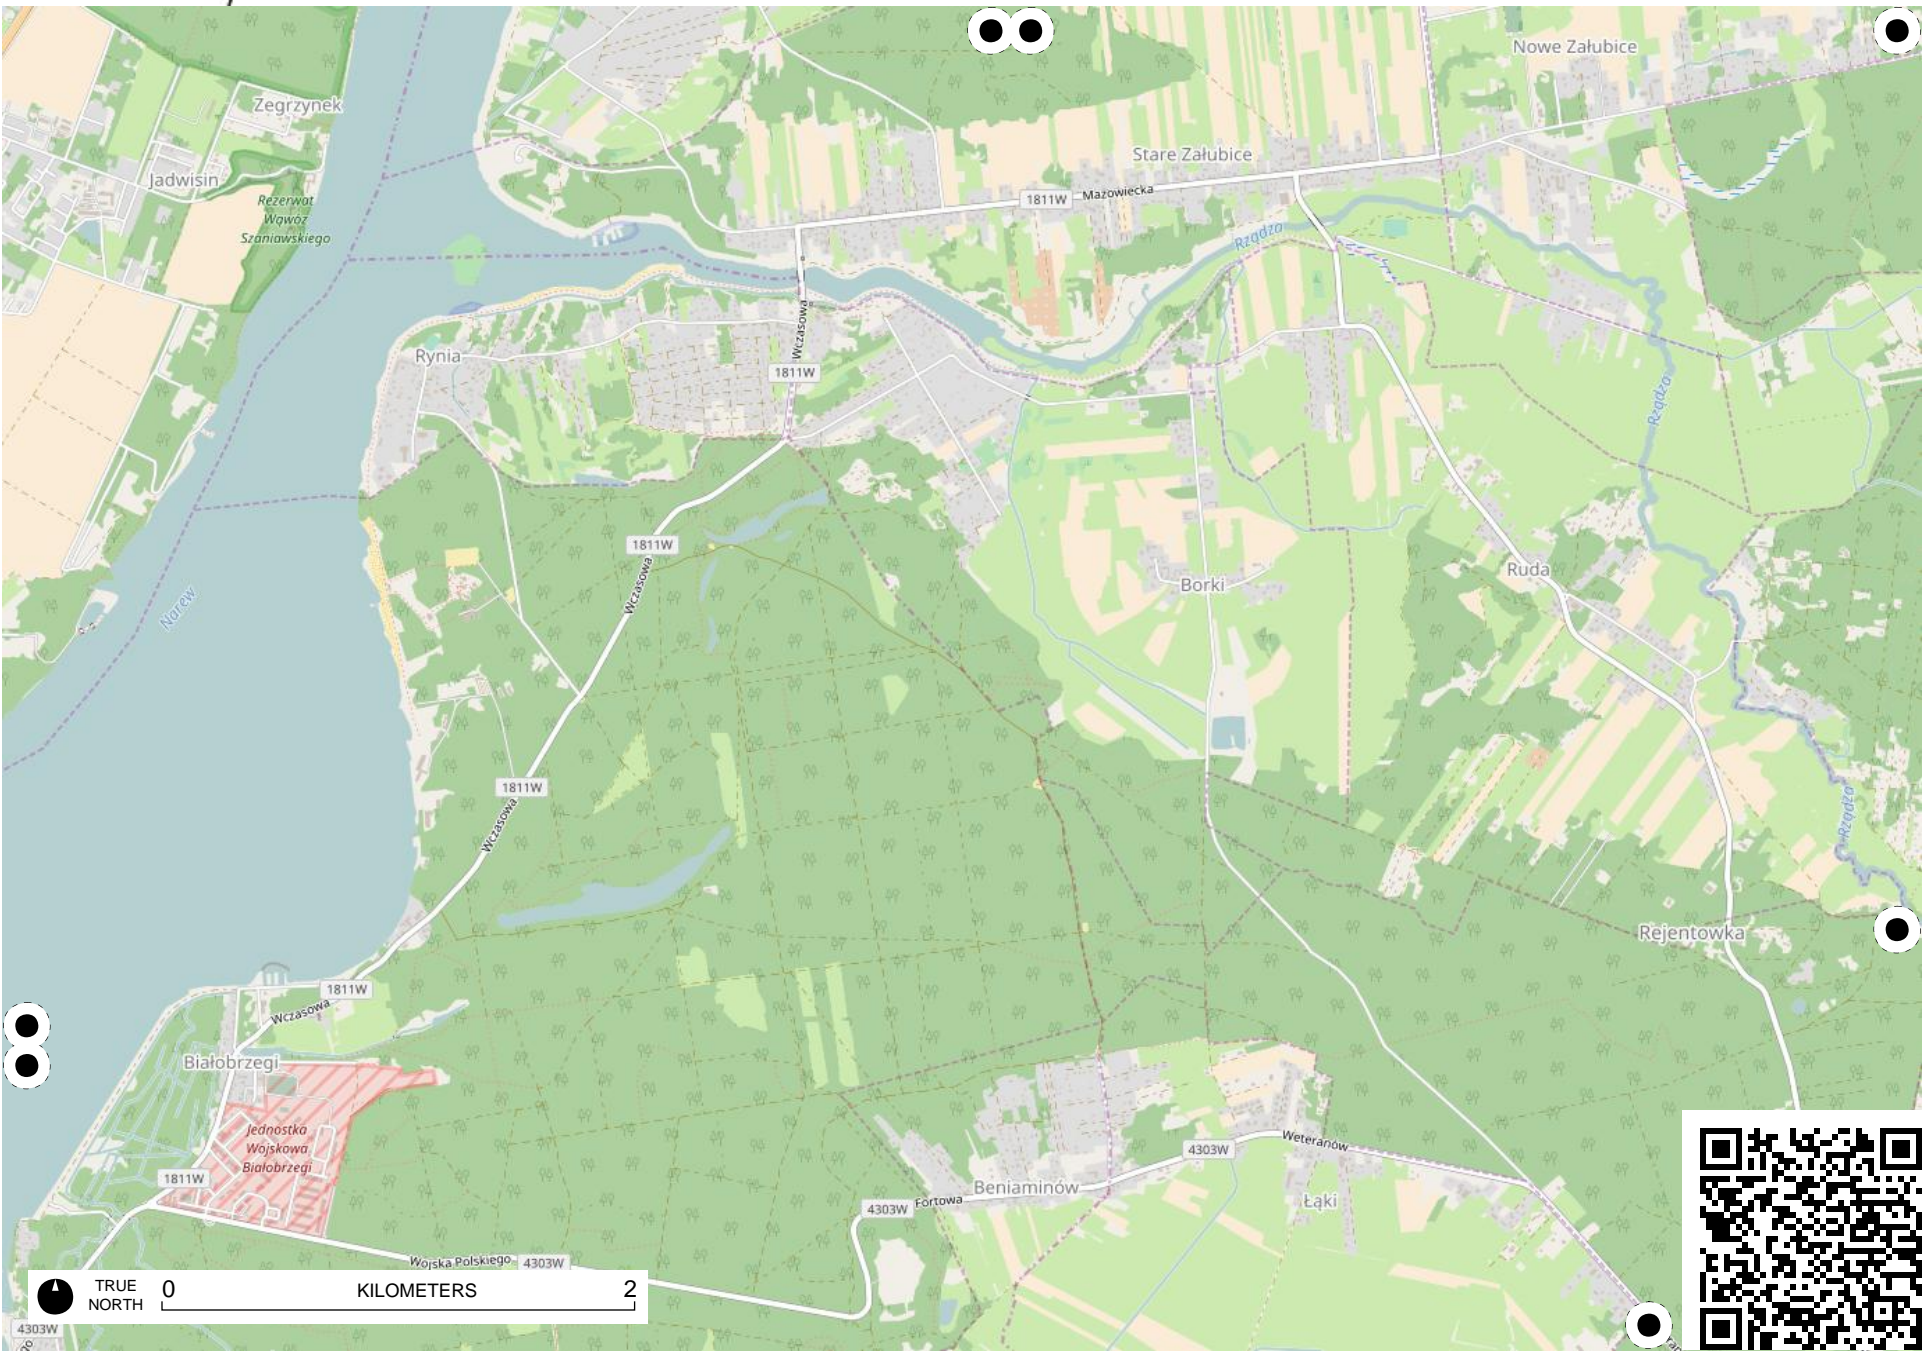 Nowe Załubice
Zegrzynek
Stare Załubice
Jadwisin
Mazowiecka
1811W
Rezerwat
Wąwóz
Szaniawskiego
Rządza
Wczasowa
Rynia
1811W
Rządza
1811W
Wczasowa
Narew
Borki
Ruda
1811W
Wczasowa
Rządza
Rejentowka
1811W
Wczasowa
Białobrzegi
Jednostka
Wojskowa
Białobrzegi
1811W
Weteranów
4303W
Beniaminów
Fortowa
4303W
Łąki
Wojska Polskiego
4303W
TRUE
NORTH
0
KILOMETERS
2
4303W